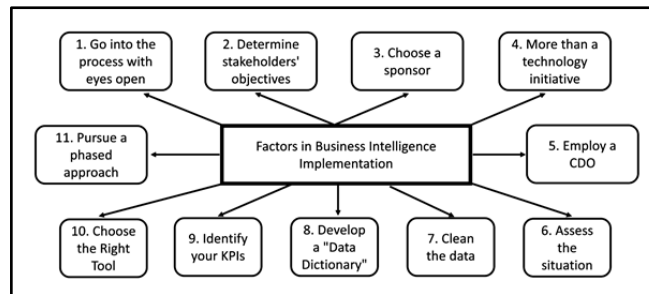 1. Go into the
process with
eyes open
2. Determine
stakeholders'
objectives
3. Choose a
sponsor
4. More than a
technology
initiative
11. Pursue a
phased
approach
Factors in Business Intelligence
Implementation
5. Employ a
CDO
10. Choose
the Right
Tool
9. Identify
your KPIs
8. Develop
a "Data
Dictionary"
7. Clean
the data
6. Assess
the
situation